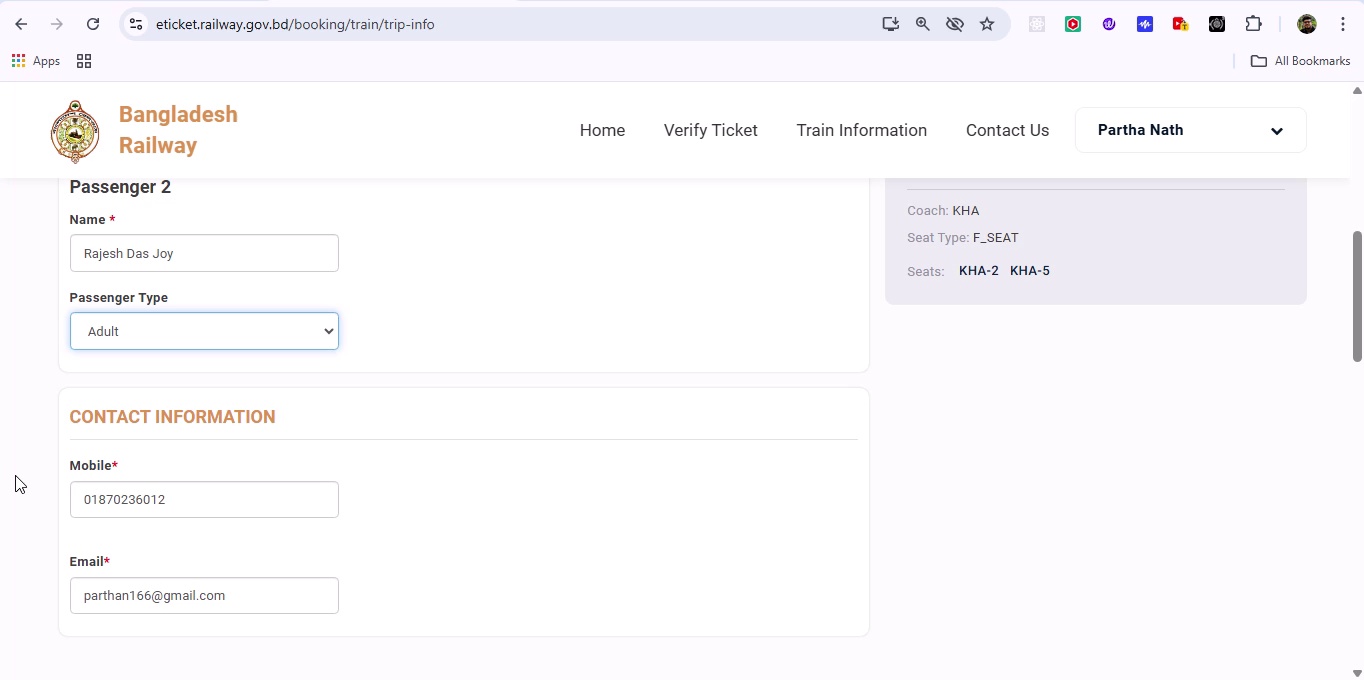 eticket.railway.gov.bd/booking/train/trip-info
Apps
All Bookmarks
Bangladesh
Railway
Home
Verify Ticket
Train Information
Contact Us
Partha Nath
Passenger 2
Name *
Rajesh Das Joy
Passenger Type
Adult
Coach: KHA
Seat Type: F_SEAT
Seats: KHA-2 KHA-5
CONTACT INFORMATION
Mobile*
01870236012
Email*
parthan166@gmail.com